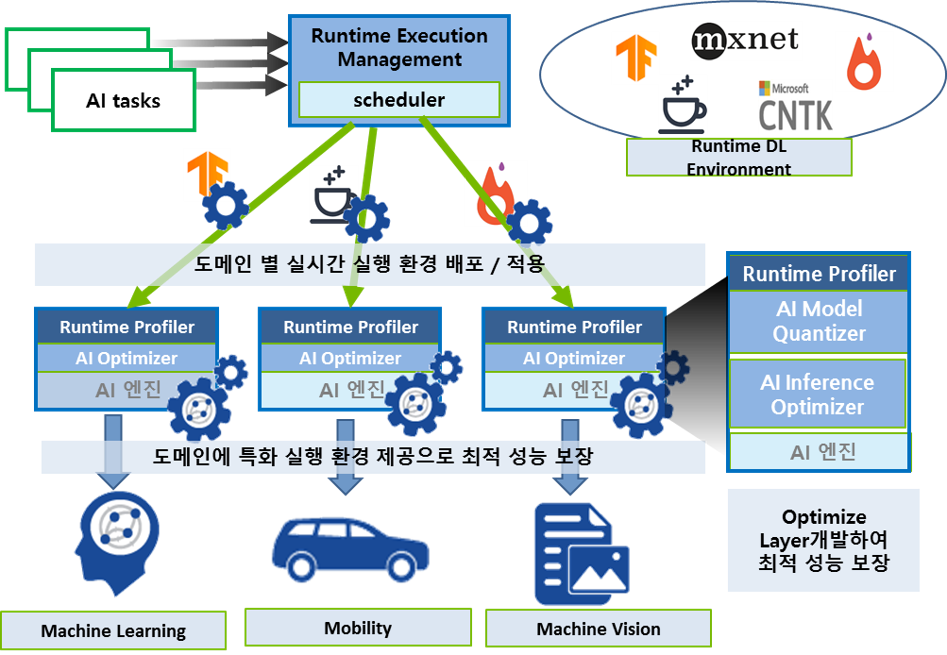 AI tasks
Runtime Execution
Management
scheduler
mxnet
Microsoft
CNTK
Runtime DL
Environment
도메인 별 실시간 실행 환경 배포 / 적용
Runtime Profiler
AI Optimizer
AI 엔진
Runtime Profiler
AI Optimizer
AI 엔진
Runtime Profiler
AI Optimizer
AI 엔진
Runtime Profiler
AI Model
Quantizer
AI Inference
Optimizer
AI 엔진
도메인에 특화 실행 환경 제공으로 최적 성능 보장
Optimize
Layer개발하여
최적 성능 보장
Machine Learning
Mobility
Machine Vision